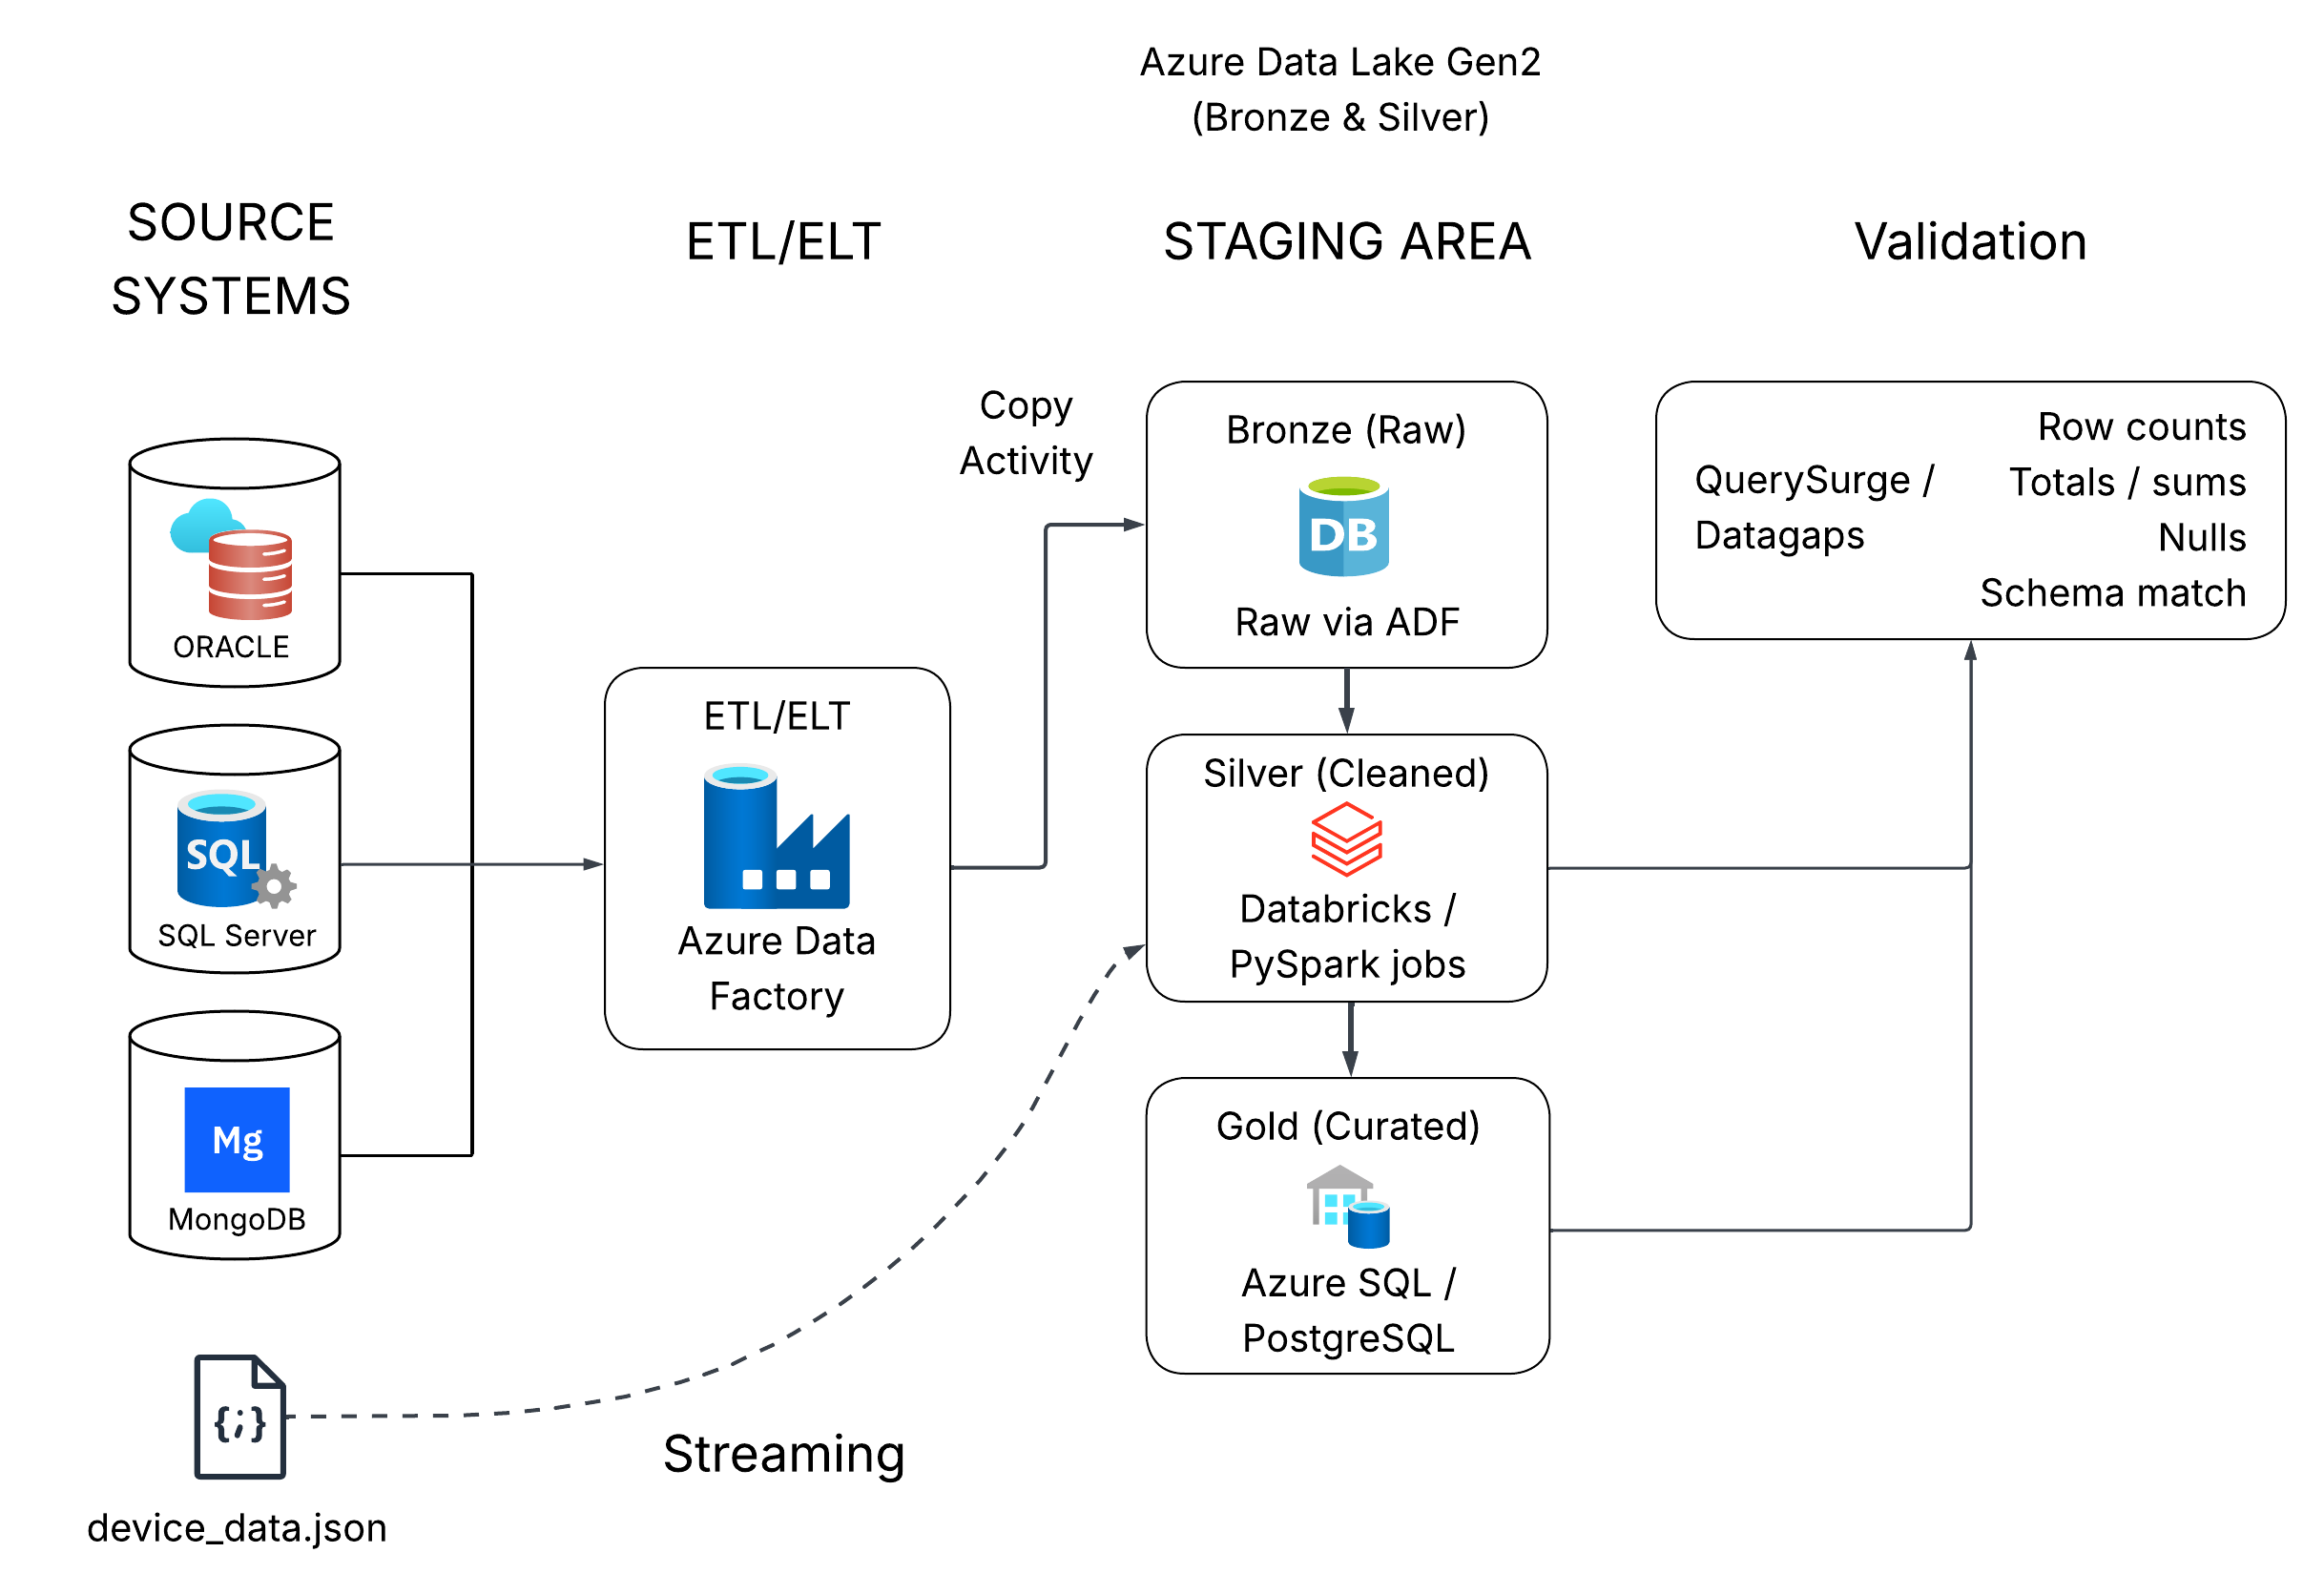 Azure Data Lake Gen2
(Bronze & Silver)
SOURCE
SYSTEMS
ETL/ELT
STAGING AREA
Validation
ORACLE
SQL
SQL Server
Mg
MongoDB
{;}
device_data.json
Streaming
ETL/ELT
Azure Data
Factory
Copy
Activity
Bronze (Raw)
DB
Raw via ADF
Silver (Cleaned)
Databricks /
PySpark jobs
Gold (Curated)
Azure SQL /
PostgreSQL
QuerySurge /
Datagaps
Row counts
Totals / sums
Nulls
Schema match